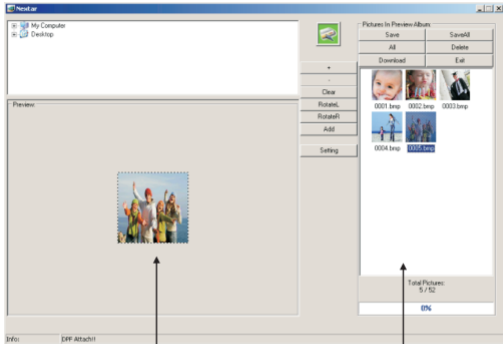 Nextar
My Computer
Desktop
Preview
+
-
Clear
RotateL
RotateR
Add
Setting
Pictures In Preview Album
Save SaveAll
All Delete
Download Exit
0001.bmp 0002.bmp 0003.bmp
0004.bmp 0005.bmp
Total Pictures:
5 / 52
0%
Info: DPF Attach!!